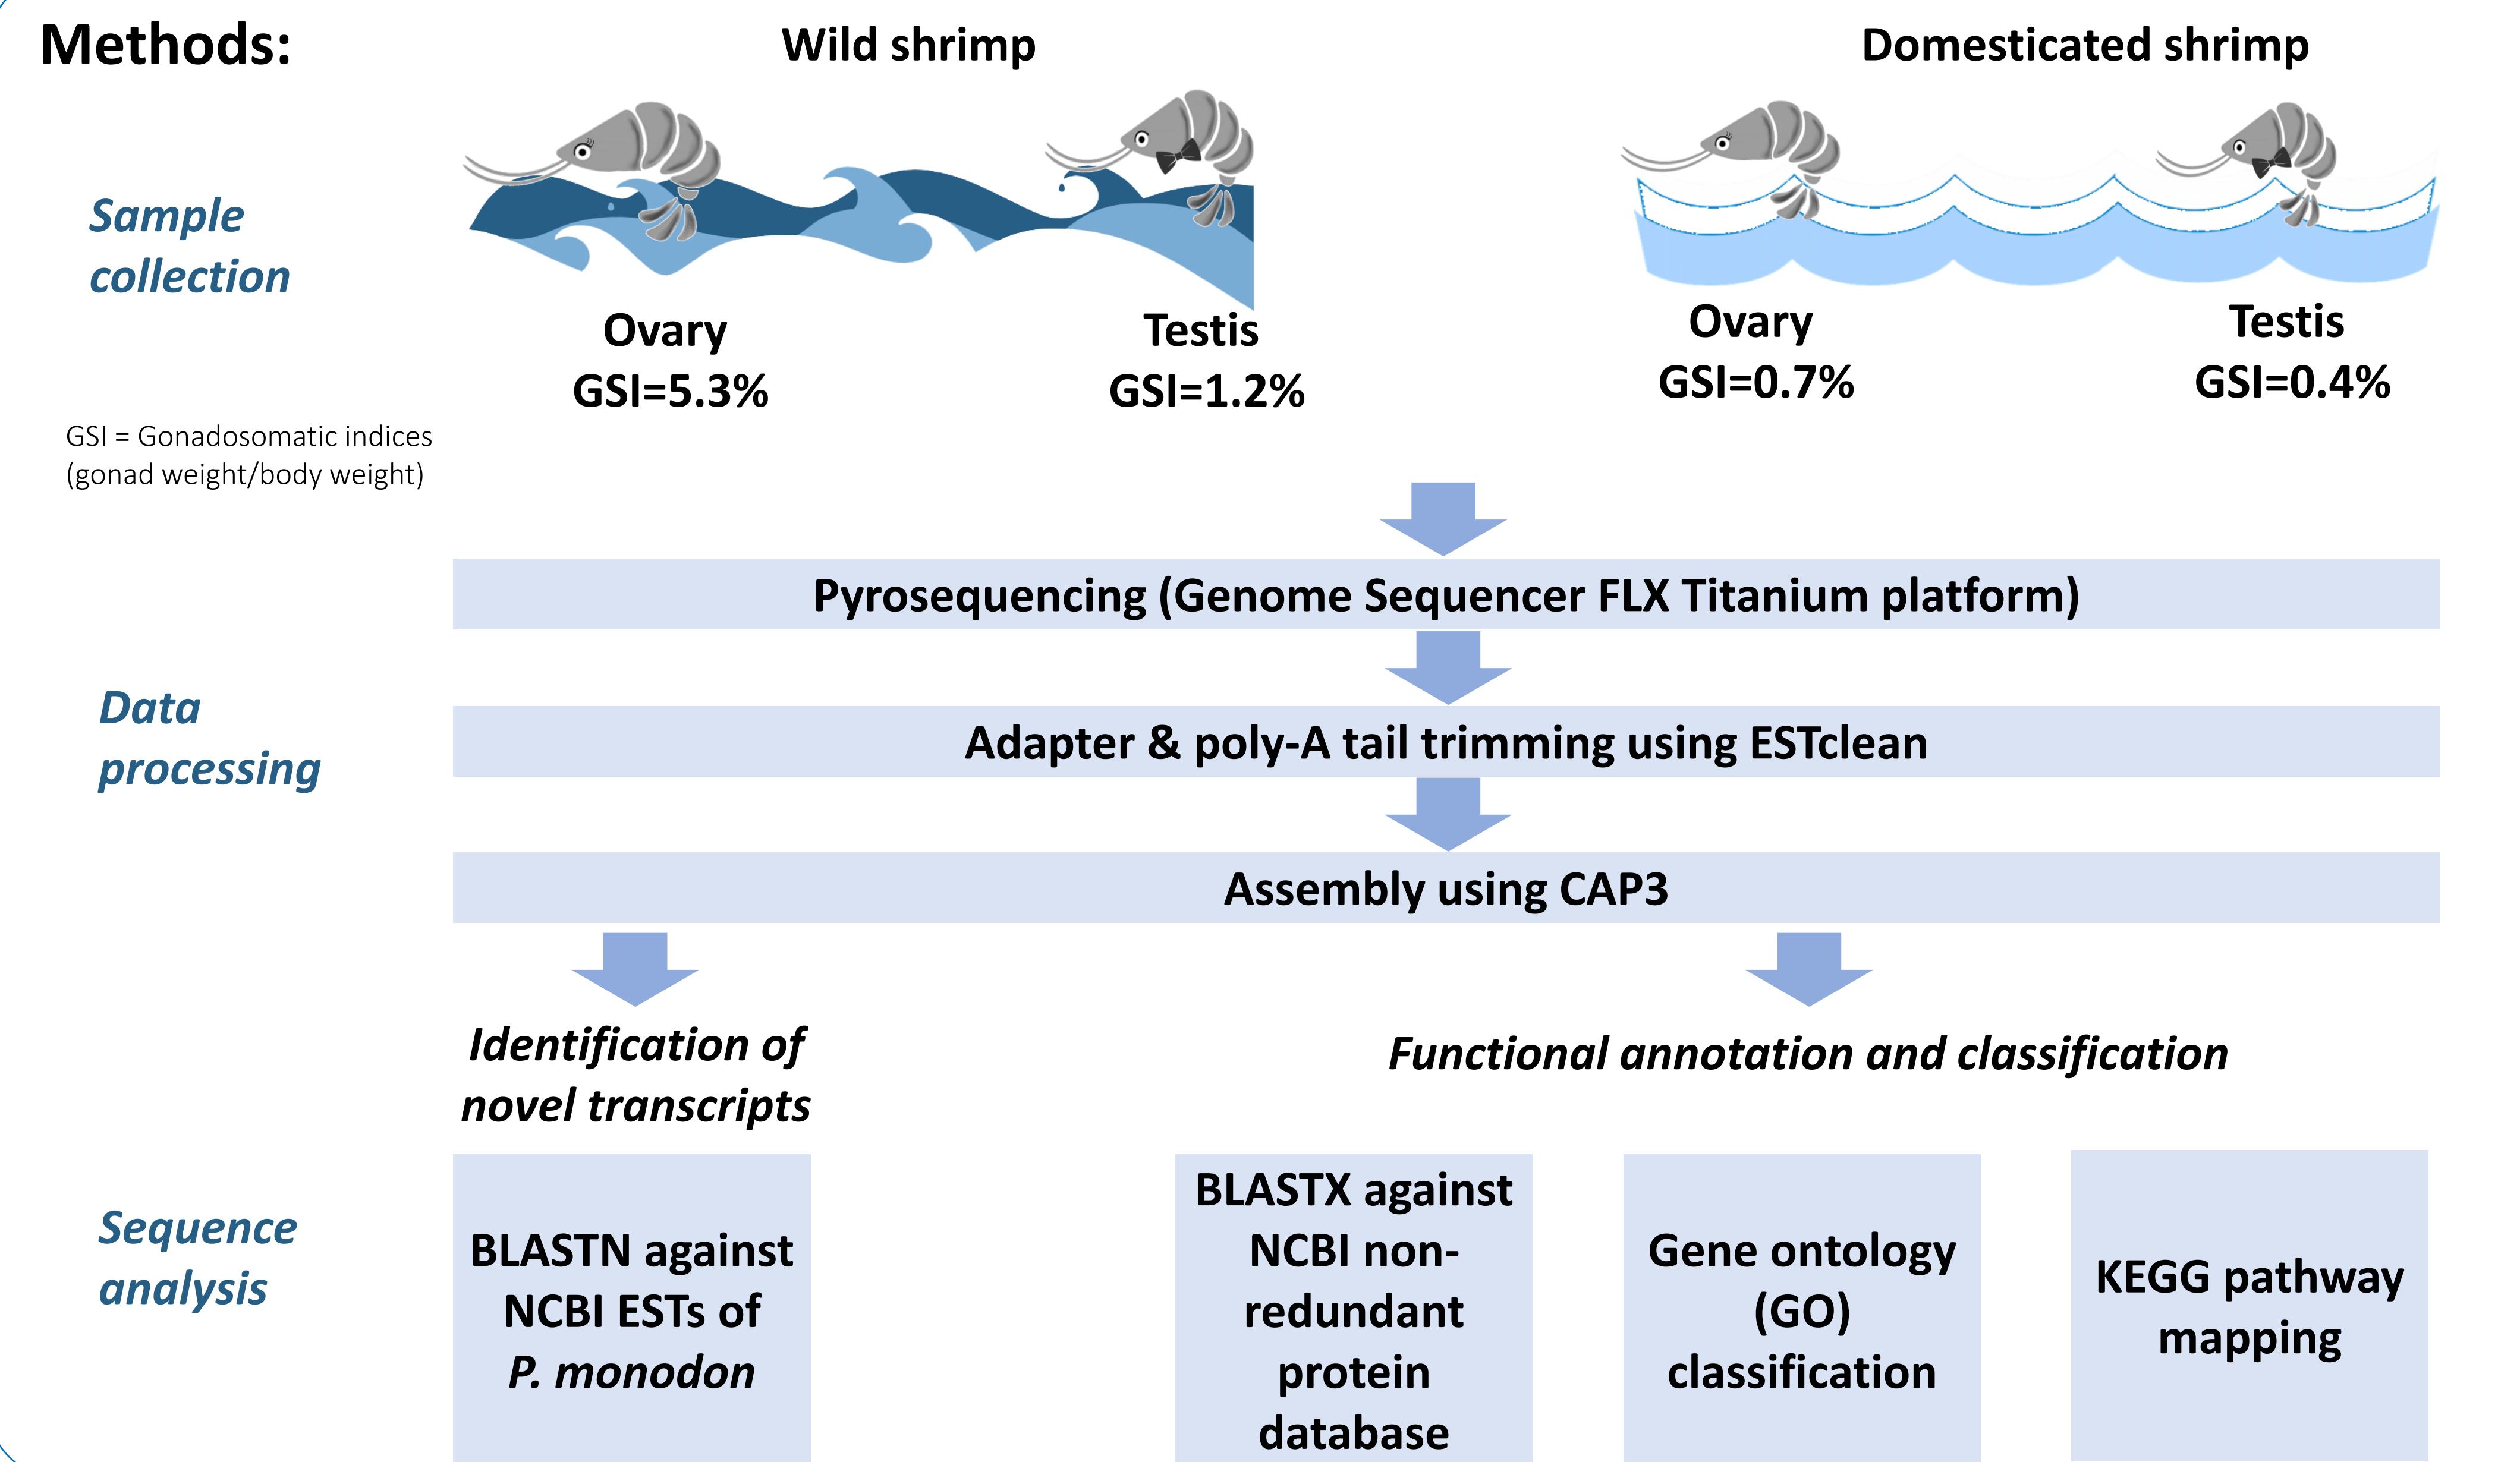 Methods:
Wild shrimp
Domesticated shrimp
Sample
collection
Ovary
GSI=5.3%
Testis
GSI=1.2%
Ovary
GSI=0.7%
Testis
GSI=0.4%
GSI = Gonadosomatic indices
(gonad weight/body weight)
Pyrosequencing (Genome Sequencer FLX Titanium platform)
Data
processing
Adapter & poly-A tail trimming using ESTclean
Assembly using CAP3
Identification of
novel transcripts
Functional annotation and classification
Sequence
analysis
BLASTN against
NCBI ESTs of
P. monodon
BLASTX against
NCBI non-
redundant
protein
database
Gene ontology
(GO)
classification
KEGG pathway
mapping